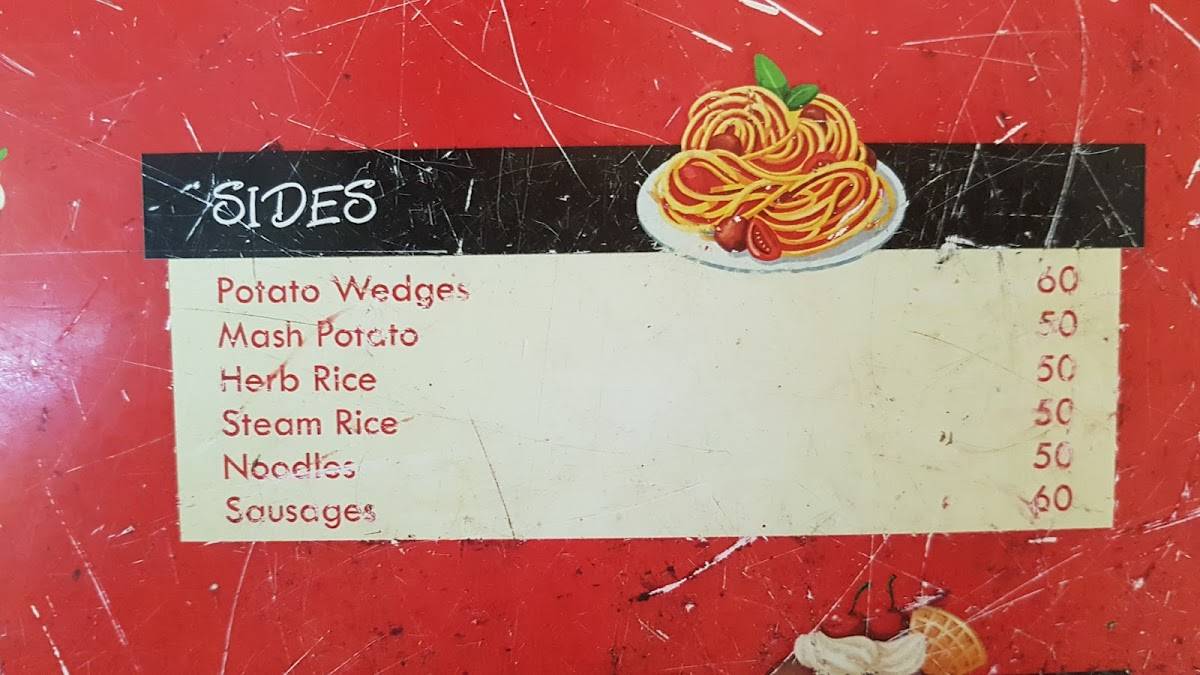 SIDES
Potato Wedges 60
Mash Potato 50
Herb Rice 50
Steam Rice 50
Noodles 50
Sausages 60